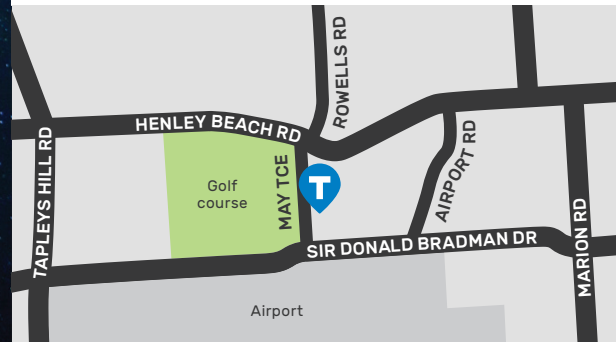 ROWELLS RD
HENLEY BEACH RD
TAPLEYS HILL RD
Golf
course
MAY TCE
T
AIRPORT RD
SIR DONALD BRADMAN DR
MARION RD
Airport